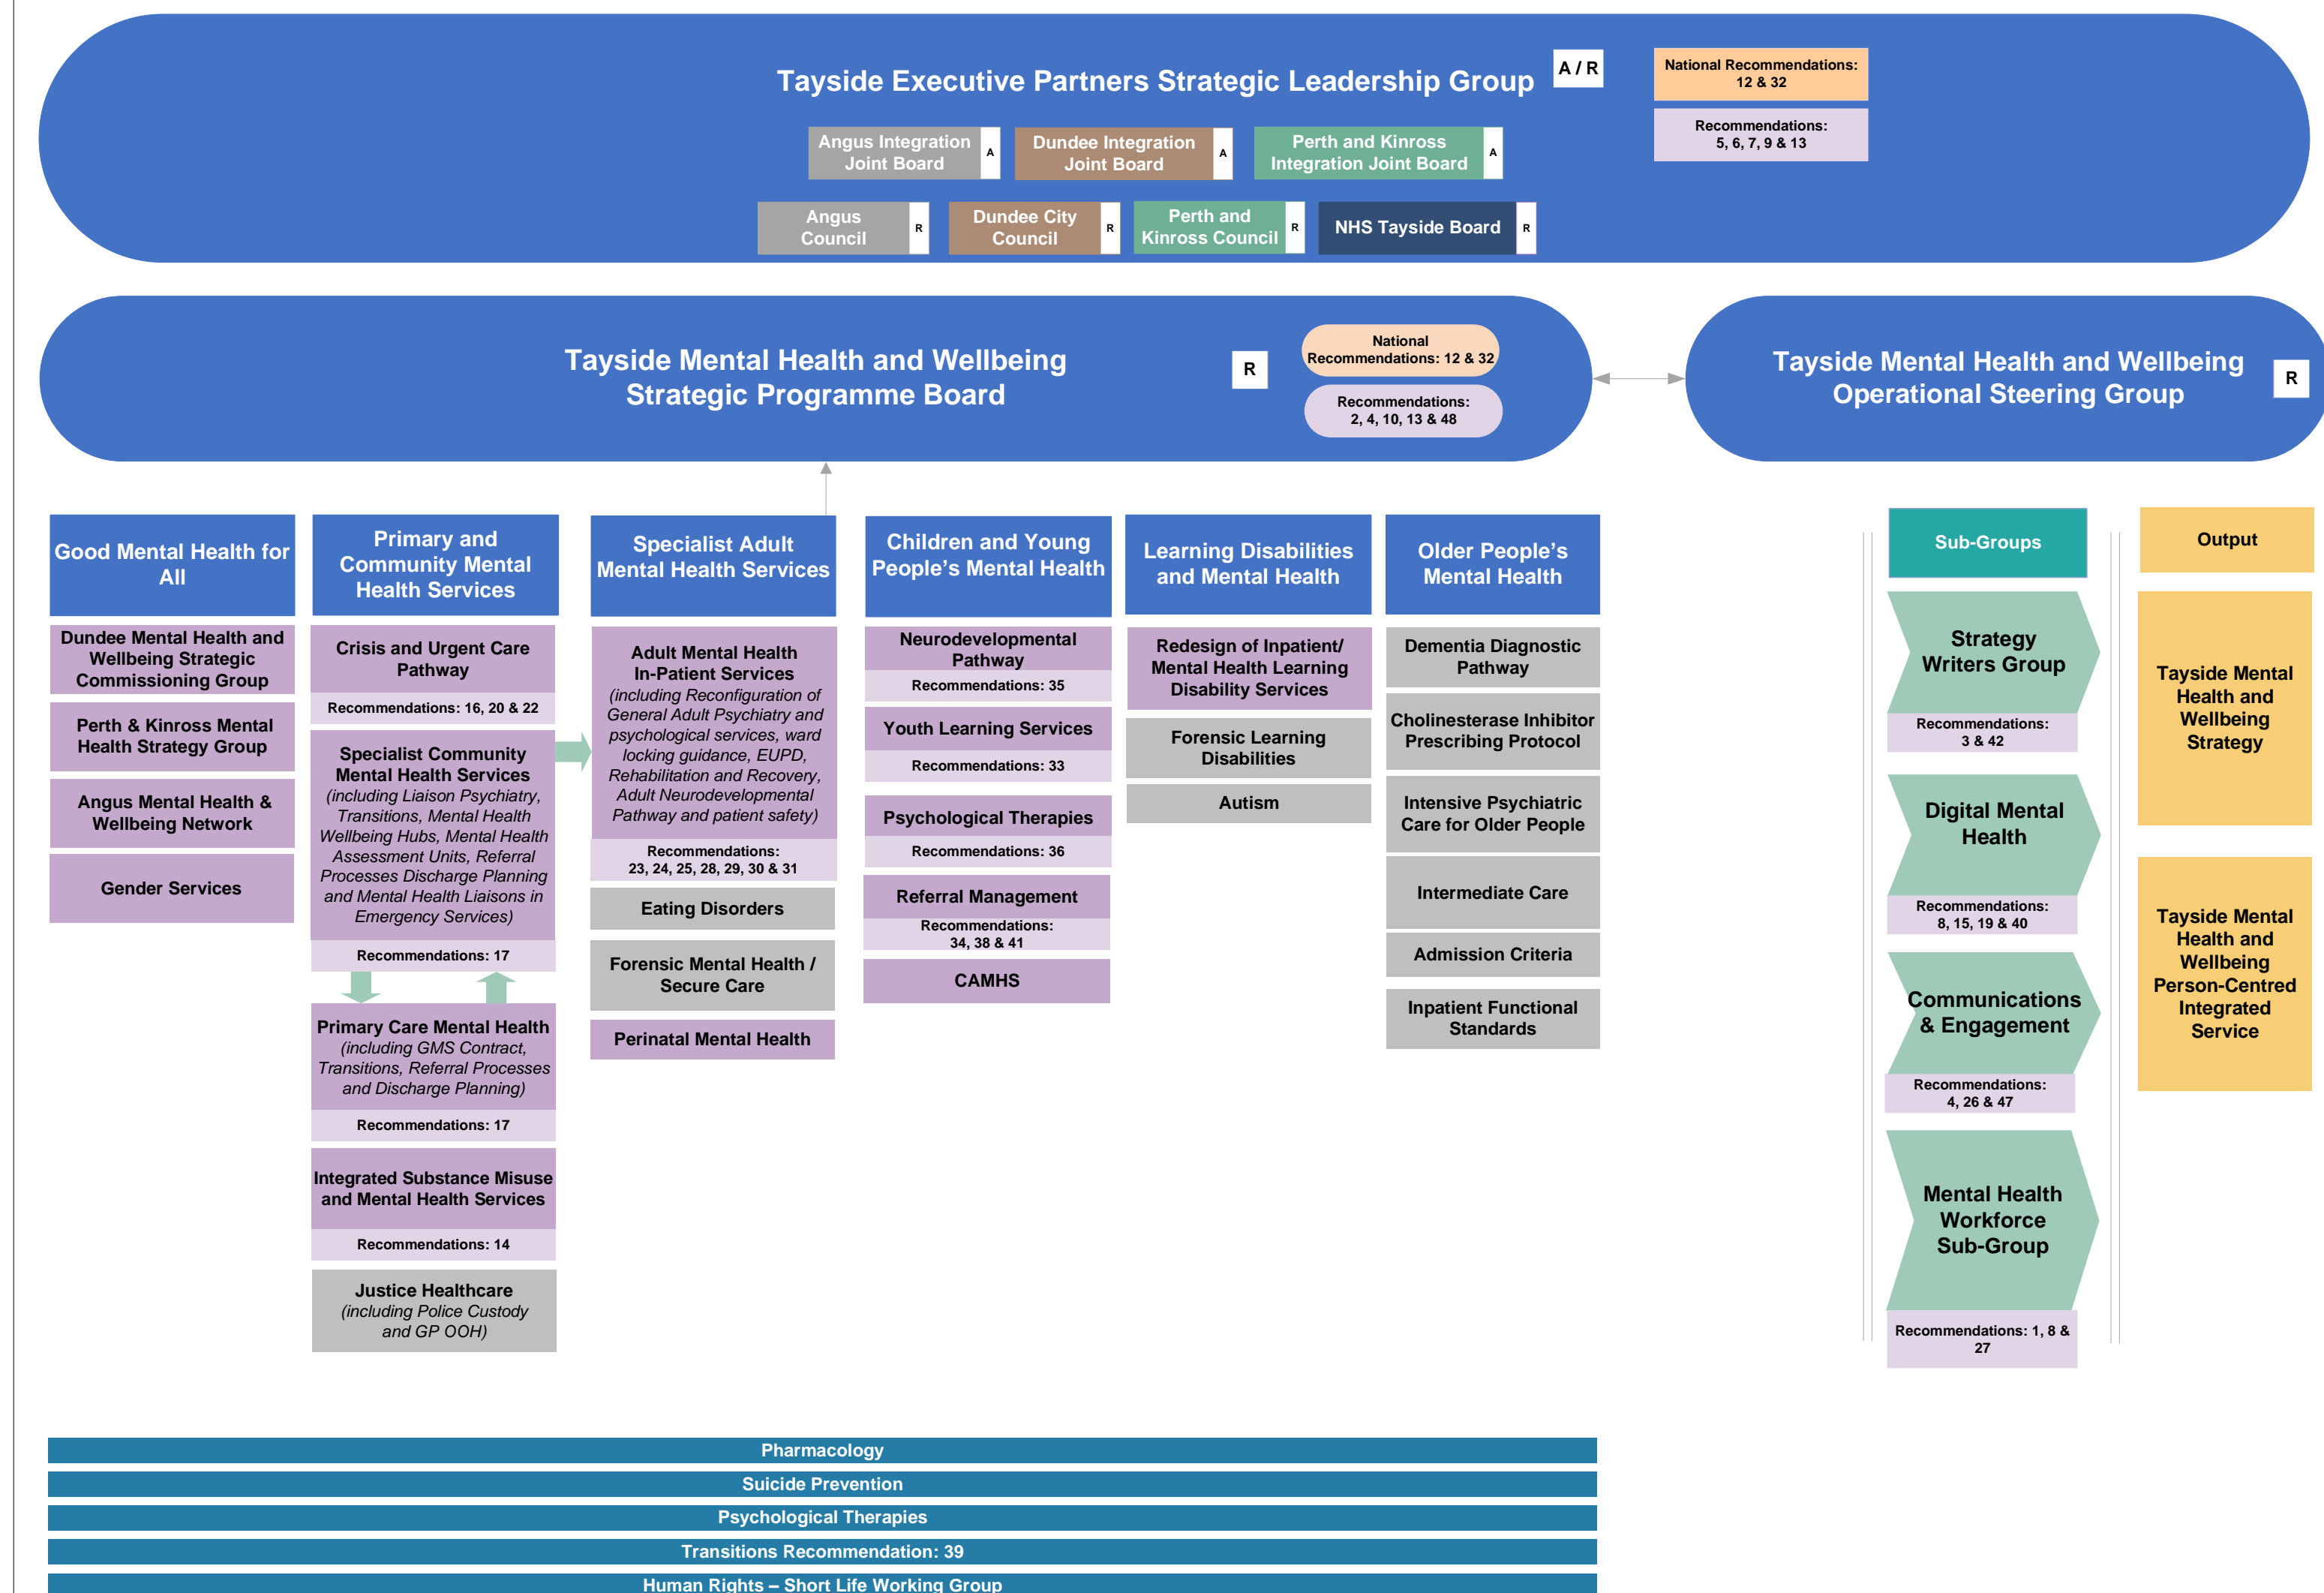 Tayside Executive Partners Strategic Leadership Group
A / R
National Recommendations:
12 & 32
Recommendations:
5, 6, 7, 9 & 13
Angus Integration
Joint Board
A
Dundee Integration
Joint Board
A
Perth and Kinross
Integration Joint Board
A
Angus
Council
R
Dundee City
Council
R
Perth and
Kinross Council
R
NHS Tayside Board
R
Tayside Mental Health and Wellbeing
Strategic Programme Board
R
National
Recommendations: 12 & 32
Recommendations:
2, 4, 10, 13 & 48
Tayside Mental Health and Wellbeing
Operational Steering Group
R
Good Mental Health for
All
Dundee Mental Health and
Wellbeing Strategic
Commissioning Group
Perth & Kinross Mental
Health Strategy Group
Angus Mental Health &
Wellbeing Network
Gender Services
Primary and
Community Mental
Health Services
Crisis and Urgent Care
Pathway
Recommendations: 16, 20 & 22
Specialist Community
Mental Health Services
(including Liaison Psychiatry,
Transitions, Mental Health
Wellbeing Hubs, Mental Health
Assessment Units, Referral
Processes Discharge Planning
and Mental Health Liaisons in
Emergency Services)
Recommendations: 17
Primary Care Mental Health
(including GMS Contract,
Transitions, Referral Processes
and Discharge Planning)
Recommendations: 17
Integrated Substance Misuse
and Mental Health Services
Recommendations: 14
Justice Healthcare
(including Police Custody
and GP OOH)
Specialist Adult
Mental Health Services
Adult Mental Health
In-Patient Services
(including Reconfiguration of
General Adult Psychiatry and
psychological services, ward
locking guidance, EUPD,
Rehabilitation and Recovery,
Adult Neurodevelopmental
Pathway and patient safety)
Recommendations:
23, 24, 25, 28, 29, 30 & 31
Eating Disorders
Forensic Mental Health /
Secure Care
Perinatal Mental Health
Children and Young
People’s Mental Health
Neurodevelopmental
Pathway
Recommendations: 35
Youth Learning Services
Recommendations: 33
Psychological Therapies
Recommendations: 36
Referral Management
Recommendations:
34, 38 & 41
CAMHS
Learning Disabilities
and Mental Health
Redesign of Inpatient/
Mental Health Learning
Disability Services
Forensic Learning
Disabilities
Autism
Older People’s
Mental Health
Dementia Diagnostic
Pathway
Cholinesterase Inhibitor
Prescribing Protocol
Intensive Psychiatric
Care for Older People
Intermediate Care
Admission Criteria
Inpatient Functional
Standards
Sub-Groups
Strategy
Writers Group
Recommendations:
3 & 42
Digital Mental
Health
Recommendations:
8, 15, 19 & 40
Communications
& Engagement
Recommendations:
4, 26 & 47
Mental Health
Workforce
Sub-Group
Recommendations: 1, 8 &
27
Output
Tayside Mental
Health and
Wellbeing
Strategy
Tayside Mental
Health and
Wellbeing
Person-Centred
Integrated
Service
Pharmacology
Suicide Prevention
Psychological Therapies
Transitions Recommendation: 39
Human Rights – Short Life Working Group